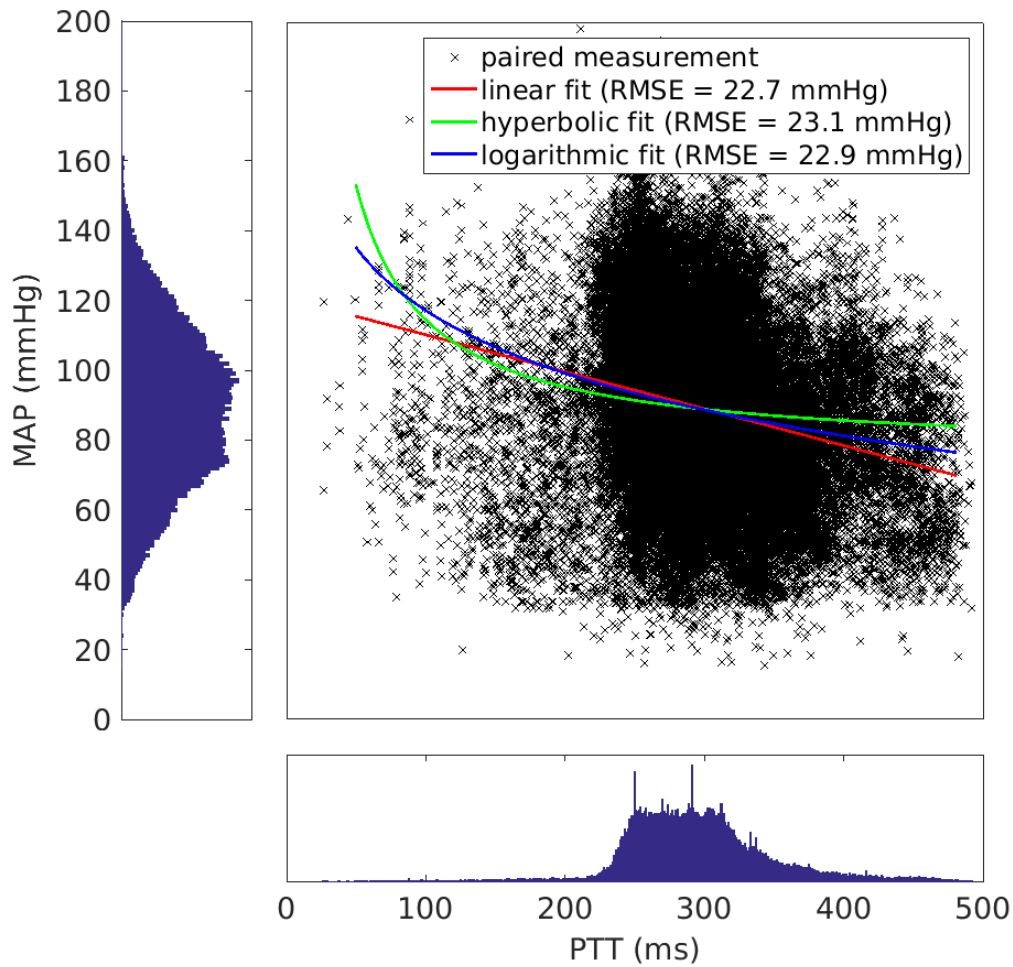 200
180
160
140
120
100
80
60
40
20
0
MAP (mmHg)
paired measurement
linear fit (RMSE = 22.7 mmHg)
hyperbolic fit (RMSE = 23.1 mmHg)
logarithmic fit (RMSE = 22.9 mmHg)
0 100 200 300 400 500
PTT (ms)